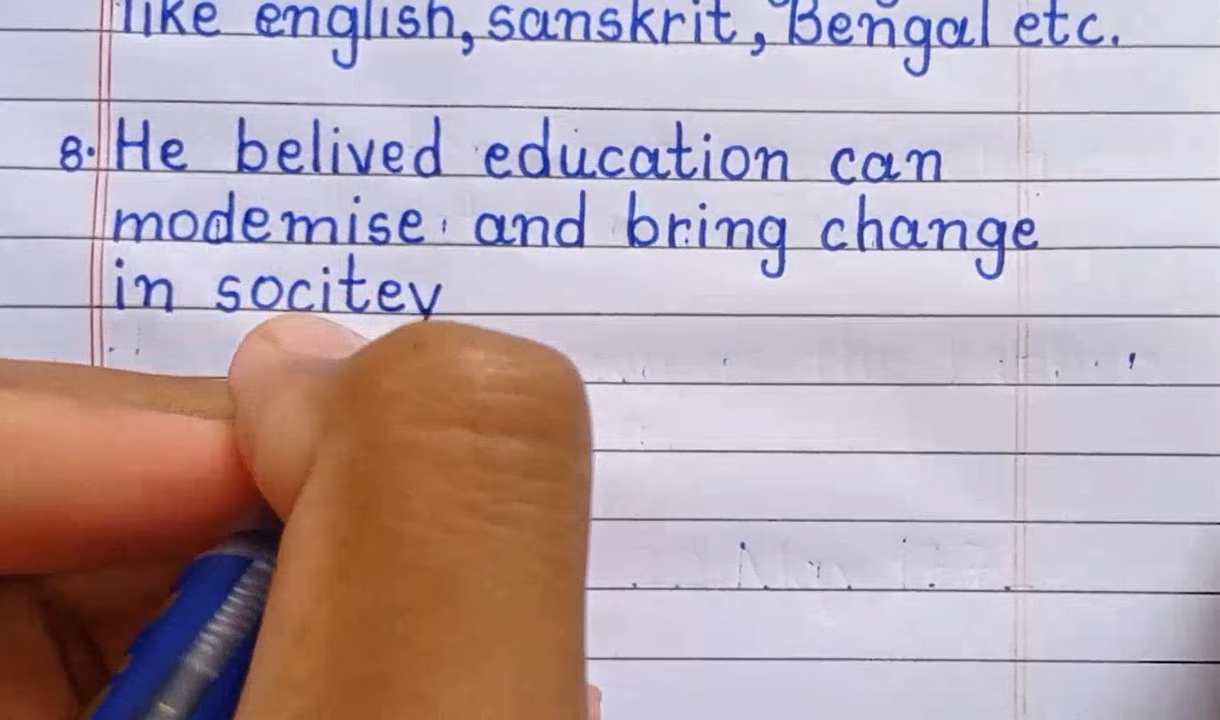 like english, sanskrit, Bengal etc.
8. He belived education can
modemise and bring change
in socitey